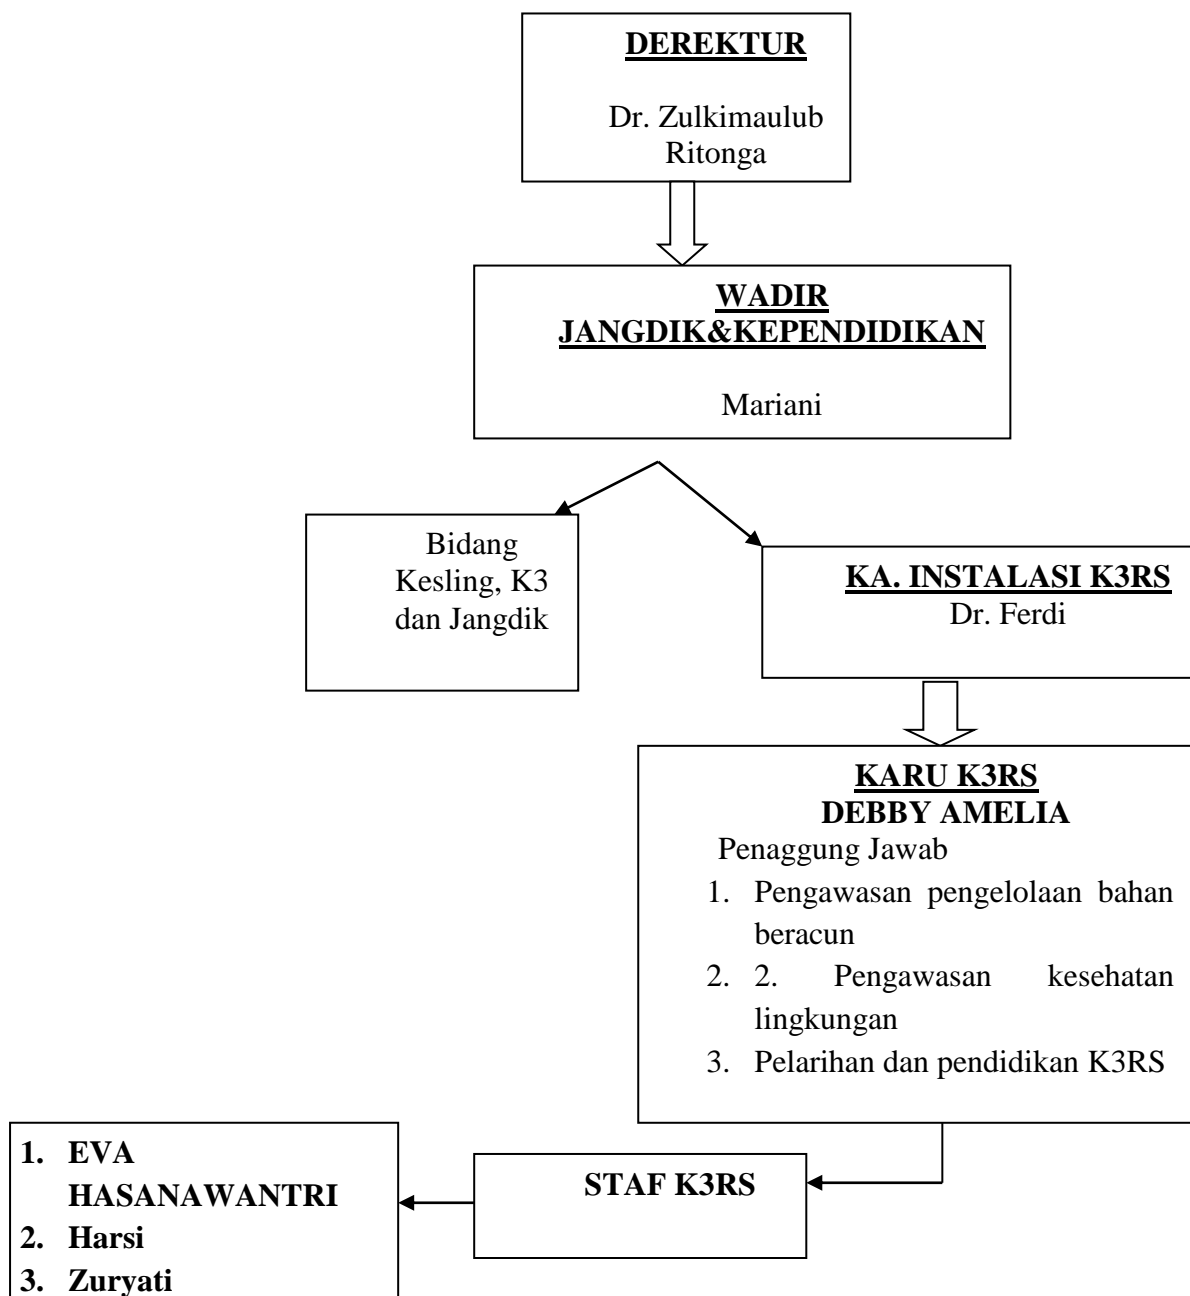 DEREKTUR
Dr. Zulkimaulub
Ritonga
WADIR
JANGDIK&KEPENDIDIKAN
Mariani
Bidang
Kesling, K3
dan Jangdik
KA. INSTALASI K3RS
Dr. Ferdi
KARU K3RS
DEBBY AMELIA
Penaggung Jawab
1. Pengawasan pengelolaan bahan
beracun
2. 2. Pengawasan kesehatan
lingkungan
3. Pelarihan dan pendidikan K3RS
STAF K3RS
1. EVA
HASANAWANTRI
2. Harsi
3. Zuryati